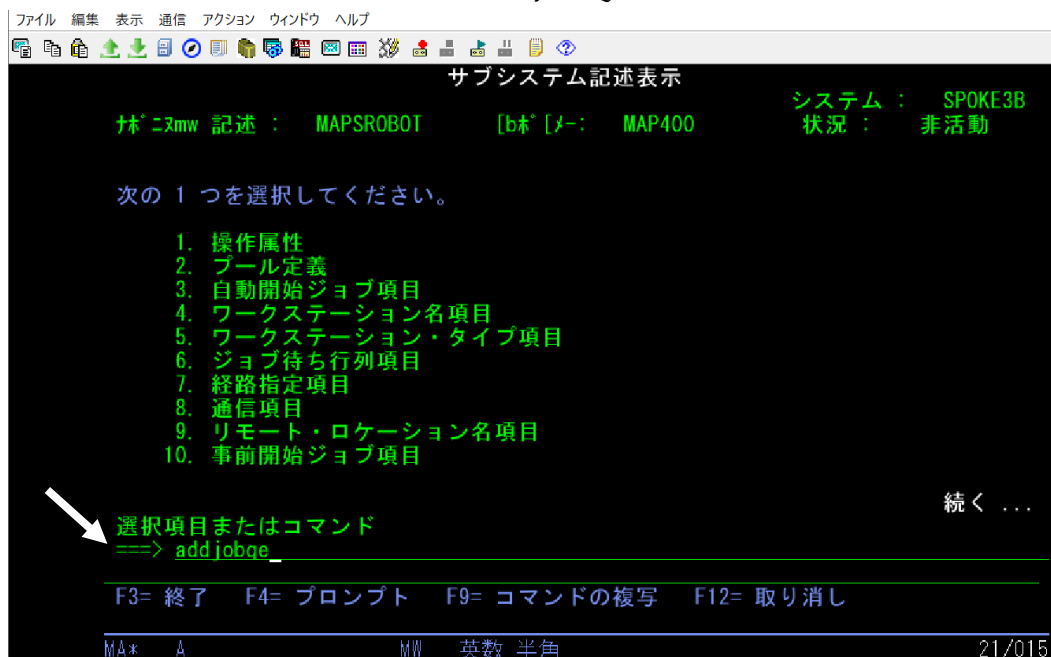 ファイル 編集 表示 通信 アクション ウィンドウ ヘルプ
サブシステム記述表示
システム : SPOKE3B
ﾅﾎﾞﾆﾇmw 記述 : MAPSROBOT [bﾎﾞ[ﾒｰ: MAP400 状況 : 非活動
次の 1 つを選択してください。
1. 操作属性
2. プール定義
3. 自動開始ジョブ項目
4. ワークステーション名項目
5. ワークステーション・タイプ項目
6. ジョブ待ち行列項目
7. 経路指定項目
8. 通信項目
9. リモート・ロケーション名項目
10. 事前開始ジョブ項目
続く ...
選択項目またはコマンド
===> addjobqe_
F3= 終了 F4= プロンプト F9= コマンドの複写 F12= 取り消し
MA* A MW 英数 半角 21/015